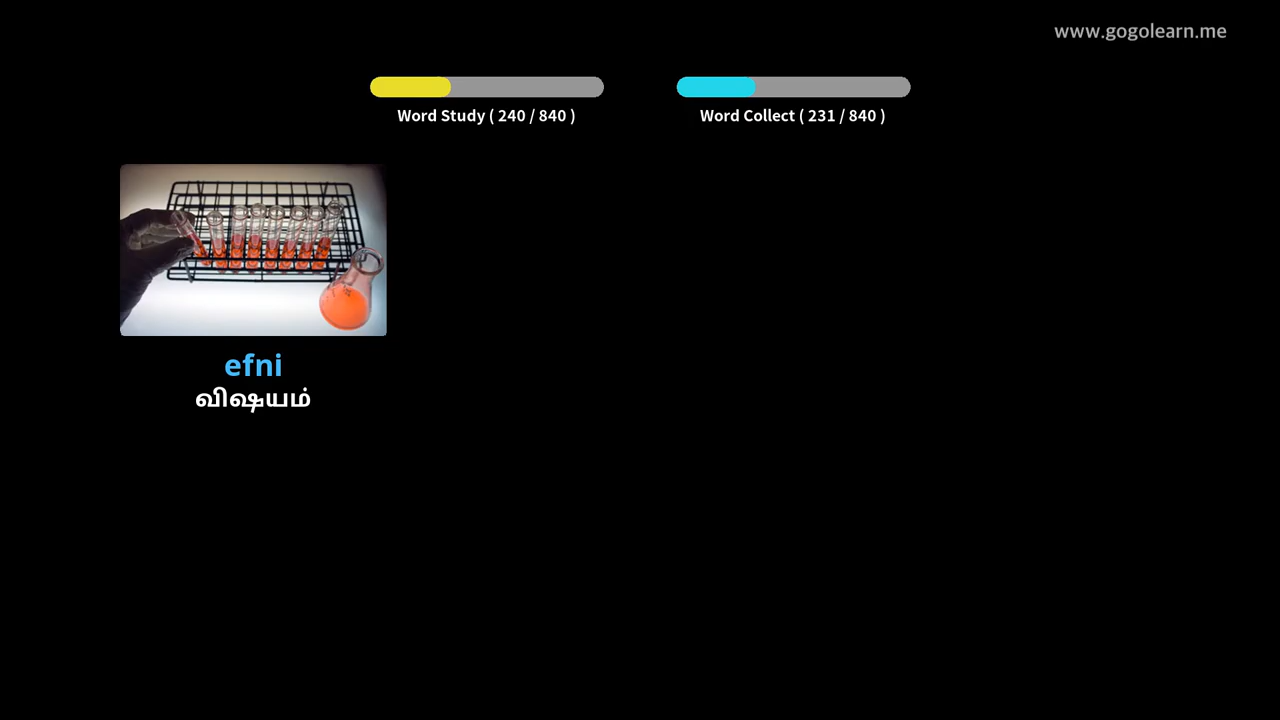 www.gogolearn.me
Word Study ( 240 / 840 )
Word Collect ( 231 / 840 )
efni
விஷயம்